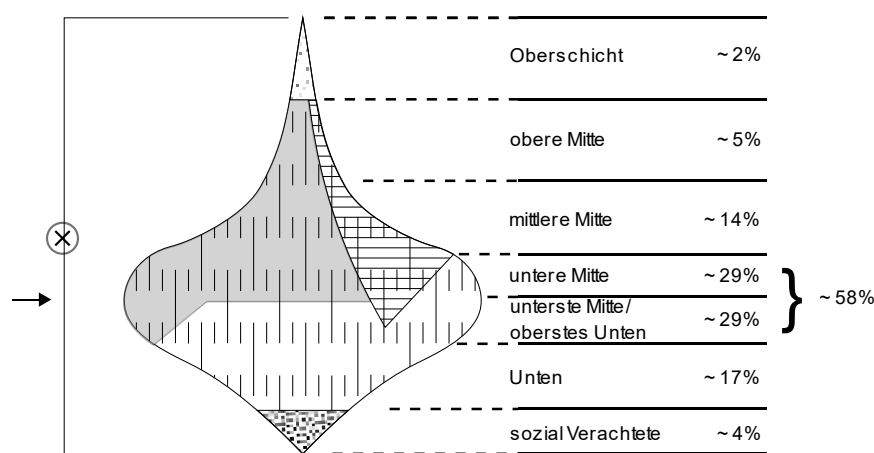 Oberschicht ~ 2%
obere Mitte ~ 5%
mittlere Mitte ~ 14%
untere Mitte ~ 29%
unterste Mitte/
oberstes Unten ~ 29%
} ~ 58%
Unten ~ 17%
sozial Verachtete ~ 4%